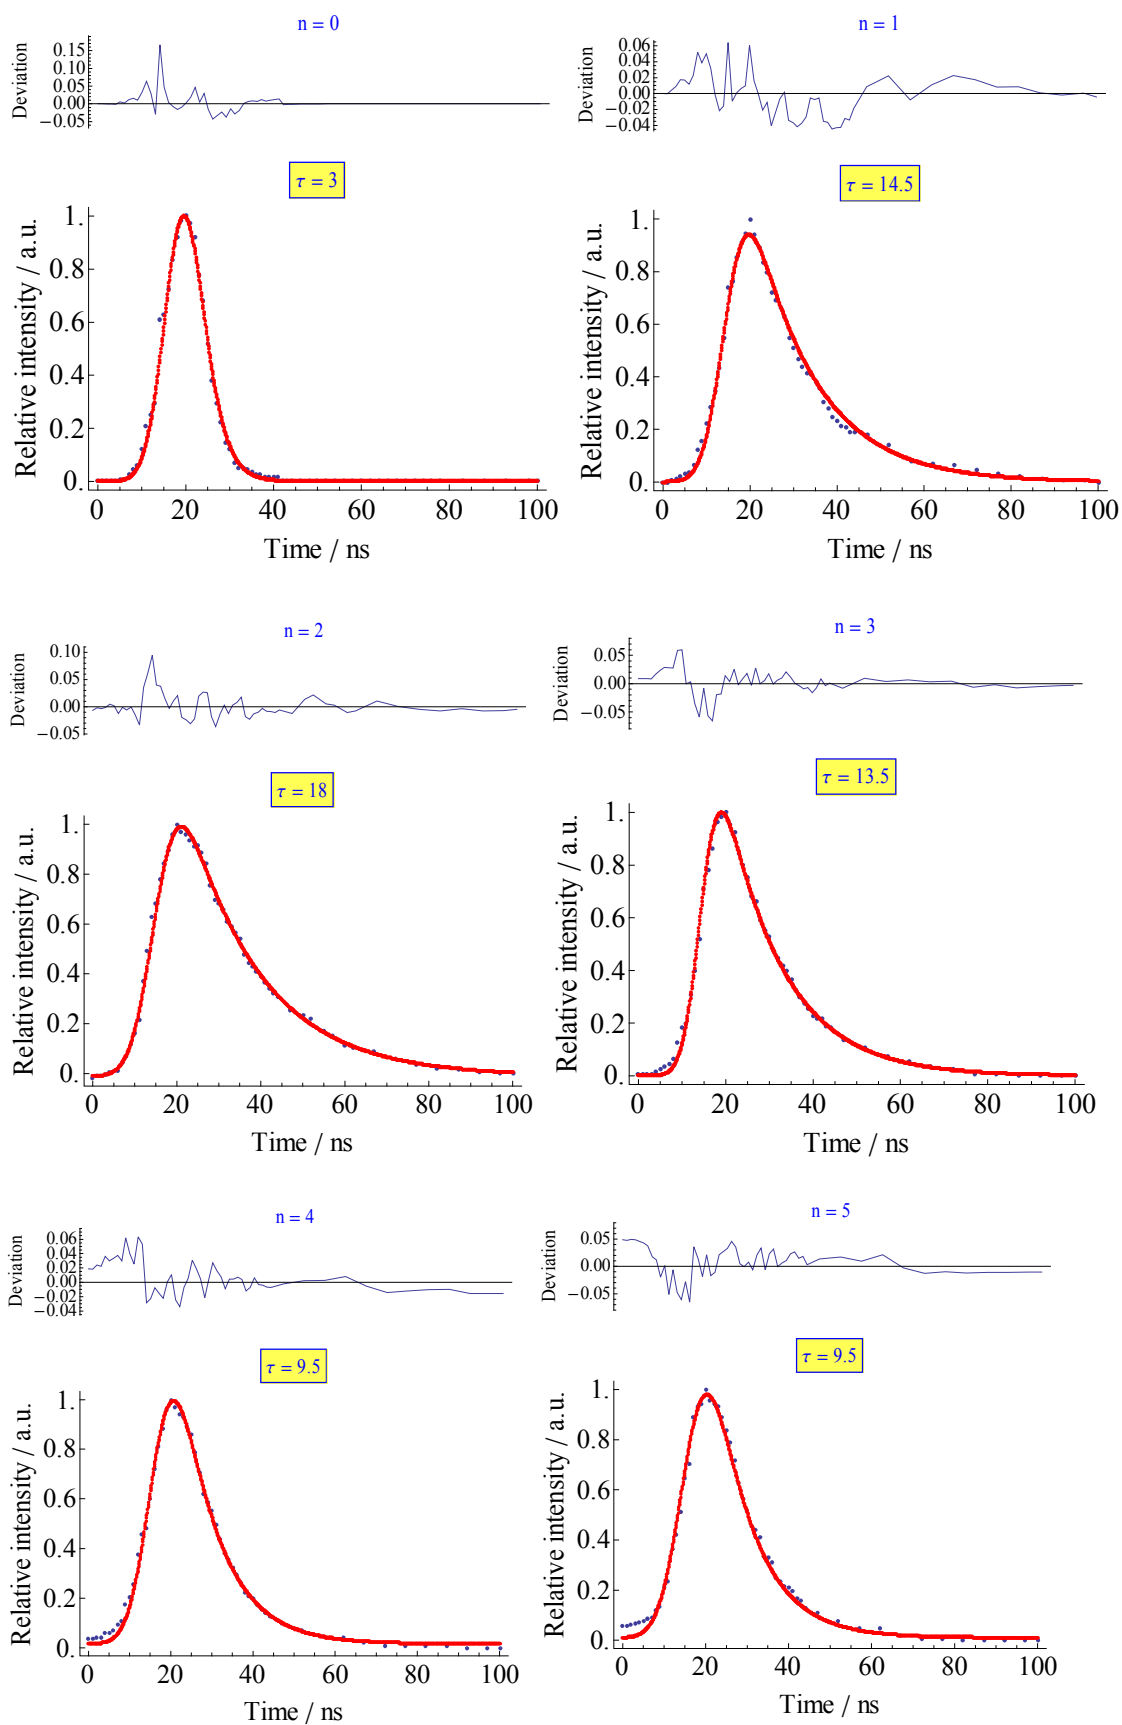 n = 0
0.15
0.10
0.05
0.00
−0.05
Deviation
τ = 3
1.
0.8
0.6
0.4
0.2
0.
Relative intensity / a.u.
0 20 40 60 80 100
Time / ns
n = 1
0.06
0.04
0.02
0.00
−0.02
−0.04
Deviation
τ = 14.5
1.
0.8
0.6
0.4
0.2
0.
Relative intensity / a.u.
0 20 40 60 80 100
Time / ns
n = 2
0.10
0.05
0.00
−0.05
Deviation
τ = 18
1.
0.8
0.6
0.4
0.2
0.
Relative intensity / a.u.
0 20 40 60 80 100
Time / ns
n = 3
0.05
0.00
−0.05
Deviation
τ = 13.5
1.
0.8
0.6
0.4
0.2
0.
Relative intensity / a.u.
0 20 40 60 80 100
Time / ns
n = 4
0.06
0.04
0.02
0.00
−0.02
−0.04
Deviation
τ = 9.5
1.
0.8
0.6
0.4
0.2
0.
Relative intensity / a.u.
0 20 40 60 80 100
Time / ns
n = 5
0.05
0.00
−0.05
Deviation
τ = 9.5
1.
0.8
0.6
0.4
0.2
0.
Relative intensity / a.u.
0 20 40 60 80 100
Time / ns